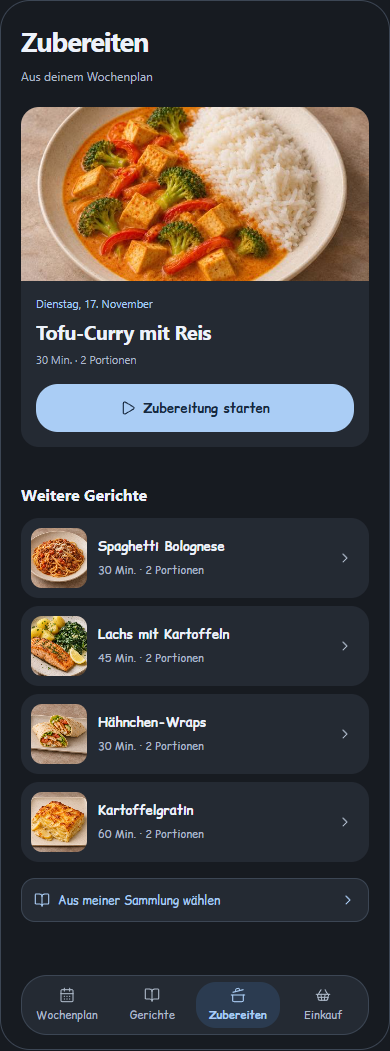 Zubereiten
Aus deinem Wochenplan
Dienstag, 17. November
Tofu-Curry mit Reis
30 Min. · 2 Portionen
Zubereitung starten
Weitere Gerichte
Spaghetti Bolognese
30 Min. · 2 Portionen
Lachs mit Kartoffeln
45 Min. · 2 Portionen
Hähnchen-Wraps
30 Min. · 2 Portionen
Kartoffelgratin
60 Min. · 2 Portionen
Aus meiner Sammlung wählen
Wochenplan
Gerichte
Zubereiten
Einkauf